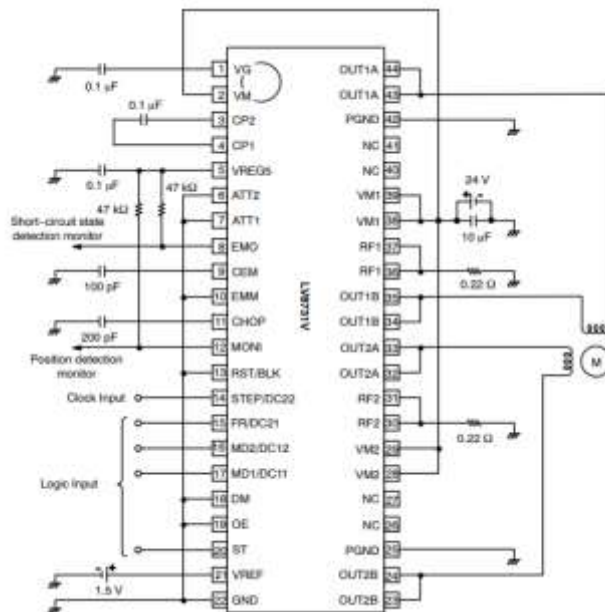 1 VG
0.1 µF
2 VM
0.1 µF
3 CP2
4 CP1
5 VREG5
0.1 µF
47 kΩ
47 kΩ
6 ATT2
7 ATT1
Short-circuit state
detection monitor
8 EMO
9 CEM
100 pF
10 EMM
11 CHOP
200 pF
12 MONI
Position detection
monitor
13 RST/BLK
Clock Input
14 STEP/DC22
15 FR/DC21
16 MD2/DC12
17 MD1/DC11
Logic Input
18 DM
19 OE
20 ST
21 VREF
1.5 V
22 GND
LV8731V
OUT1A 44
OUT1A 43
PGND 42
NC 41
NC 40
VM1 39
24 V
VM1 38
10 µF
RF1 37
RF1 36
0.22 Ω
OUT1B 35
OUT1B 34
OUT2A 33
OUT2A 32
M
RF2 31
RF2 30
0.22 Ω
VM2 29
VM2 28
NC 27
NC 26
PGND 25
OUT2B 24
OUT2B 23